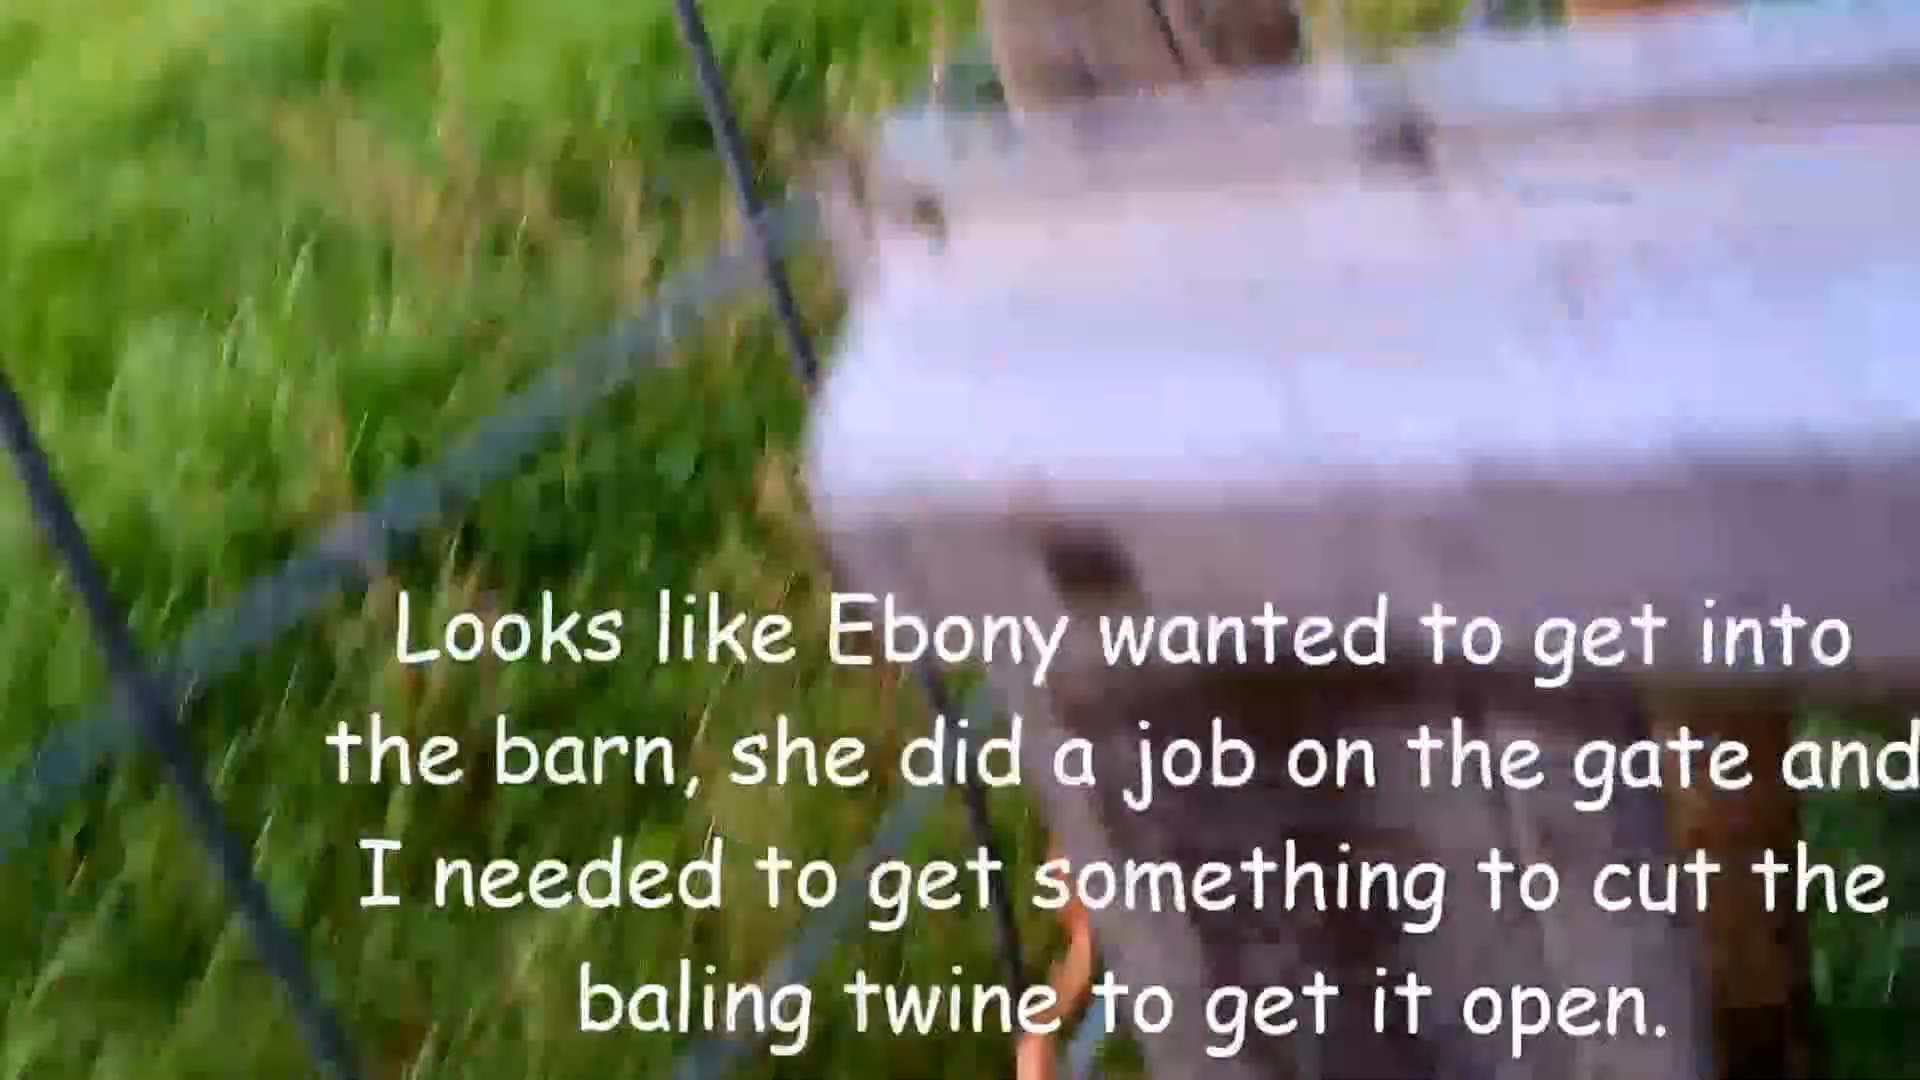 Looks like Ebony wanted to get into
the barn, she did a job on the gate and
I needed to get something to cut the
baling twine to get it open.